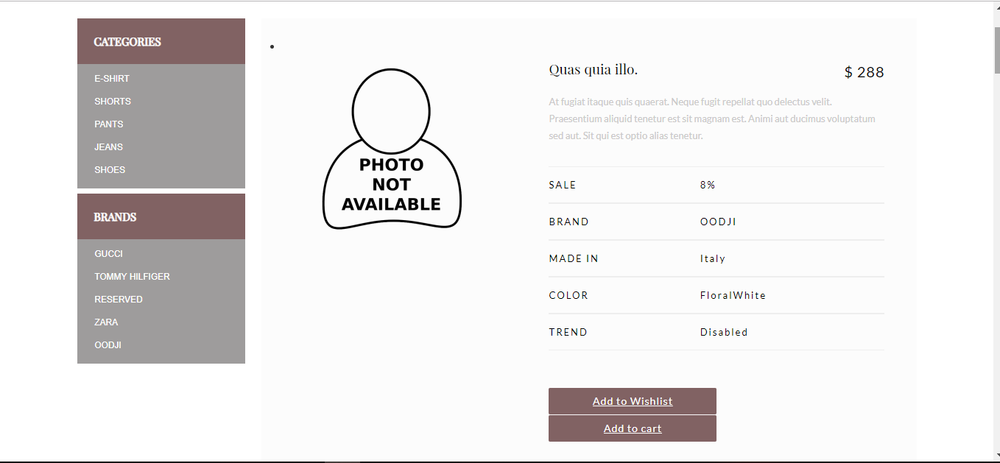 CATEGORIES
E-SHIRT
SHORTS
PANTS
JEANS
SHOES
BRANDS
GUCCI
TOMMY HILFIGER
RESERVED
ZARA
OODJI
PHOTO
NOT
AVAILABLE
Quas quia illo.
$ 288
At fugiat itaque quis quaerat. Neque fugit repellat quo delectus velit.
Praesentium aliquid tenetur est sit magnam est. Animi aut ducimus voluptatum
sed aut. Sit qui est optio alias tenetur.
SALE 8%
BRAND OODJI
MADE IN Italy
COLOR FloralWhite
TREND Disabled
Add to Wishlist
Add to cart